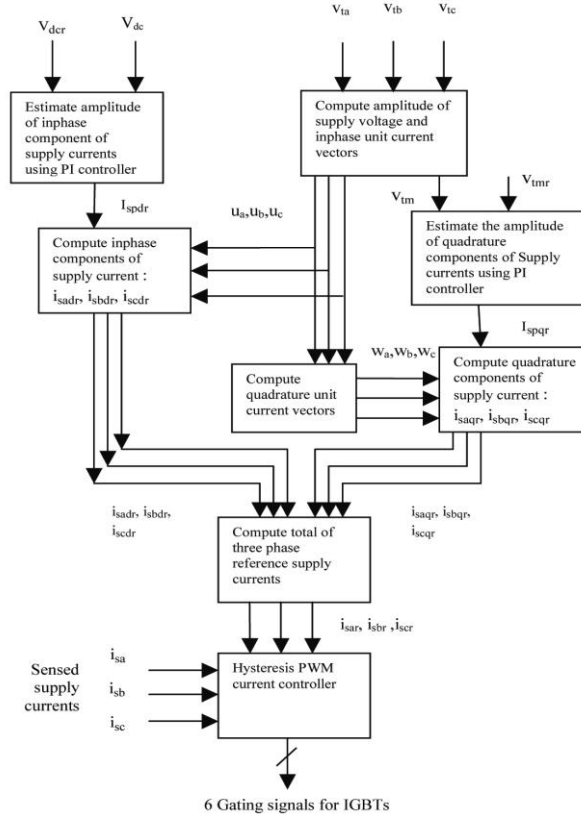 V_dcr V_dc
v_ta v_tb v_tc
Estimate amplitude
of inphase
component of
supply currents
using PI controller
Compute amplitude of
supply voltage and
inphase unit current
vectors
I_spdr
u_a,u_b,u_c
v_tm
v_tmr
Compute inphase
components of
supply current :
i_sadr, i_sbdr, i_scdr
Estimate the amplitude
of quadrature
components of Supply
currents using PI
controller
I_spqr
w_a,w_b,w_c
Compute
quadrature unit
current vectors
Compute quadrature
components of
supply current :
i_saqr, i_sbqr, i_scqr
i_sadr, i_sbdr,
i_scdr
i_saqr, i_sbqr,
i_scqr
Compute total of
three phase
reference supply
currents
i_sar, i_sbr ,i_scr
Sensed
supply
currents
i_sa
i_sb
i_sc
Hysteresis PWM
current controller
6 Gating signals for IGBTs